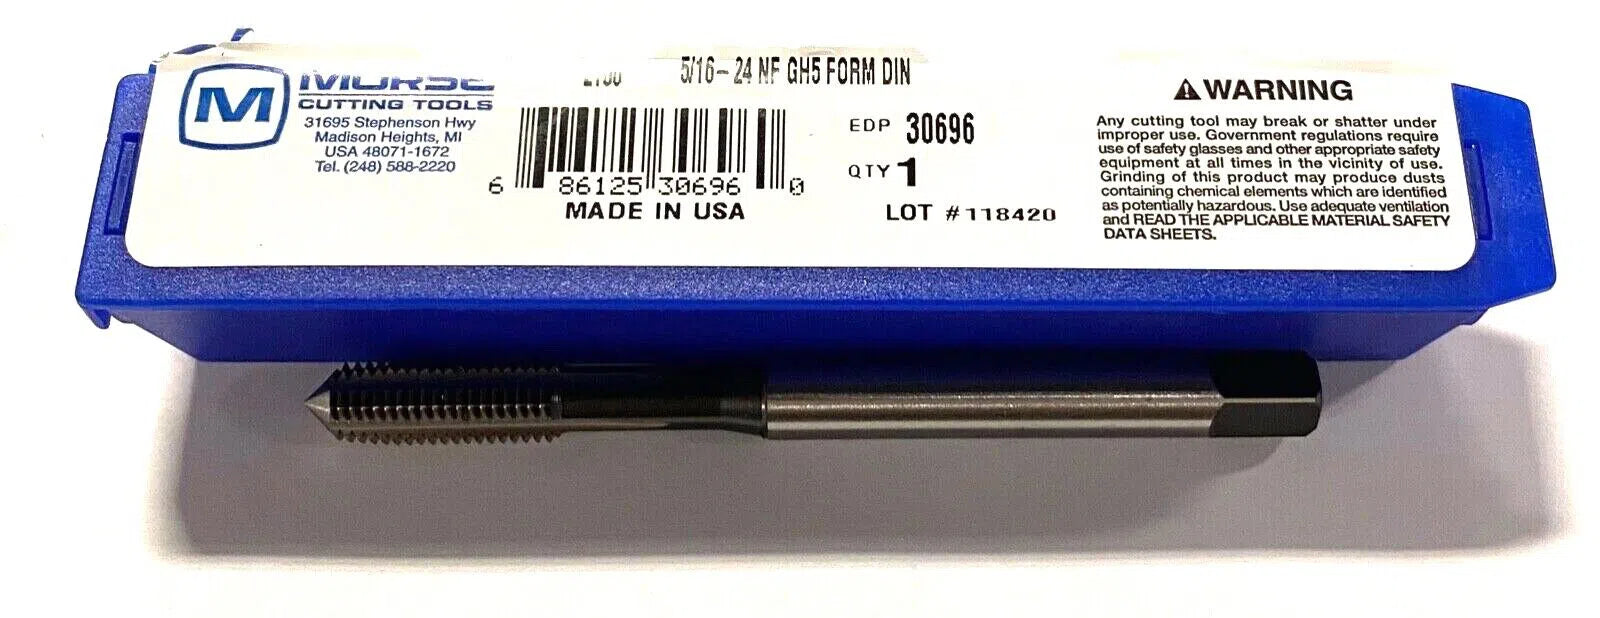 M
MORSE
CUTTING TOOLS
31695 Stephenson Hwy
Madison Heights, MI
USA 48071-1672
Tel. (248) 588-2220
5/16-24 NF GH5 FORM DIN
6 86125 30696 0
MADE IN USA
EDP 30696
QTY 1
LOT #118420
⚠WARNING
Any cutting tool may break or shatter under
improper use. Government regulations require
use of safety glasses and other appropriate safety
equipment at all times in the vicinity of use.
Grinding of this product may produce dusts
containing chemical elements which are identified
as potentially hazardous. Use adequate ventilation
and READ THE APPLICABLE MATERIAL SAFETY
DATA SHEETS.